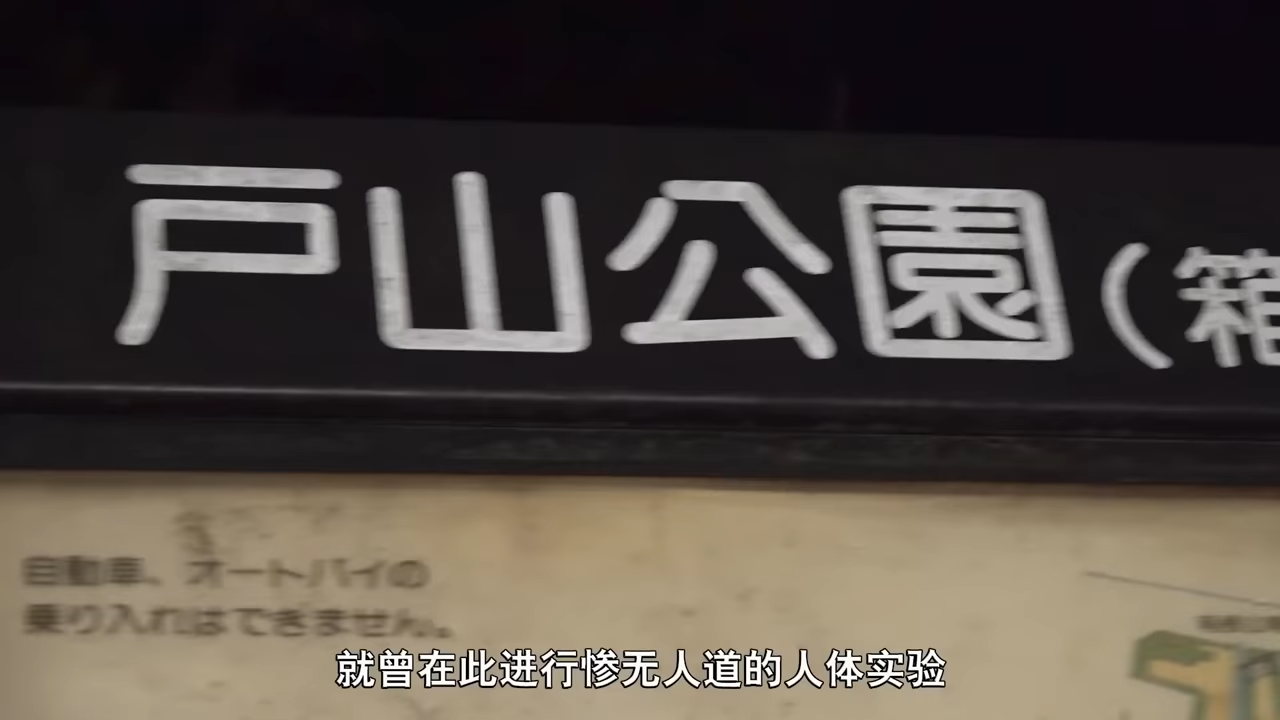 戸山公園（箱
自動車、オートバイの
乗り入れはできません。
就曾在此进行惨无人道的人体实验